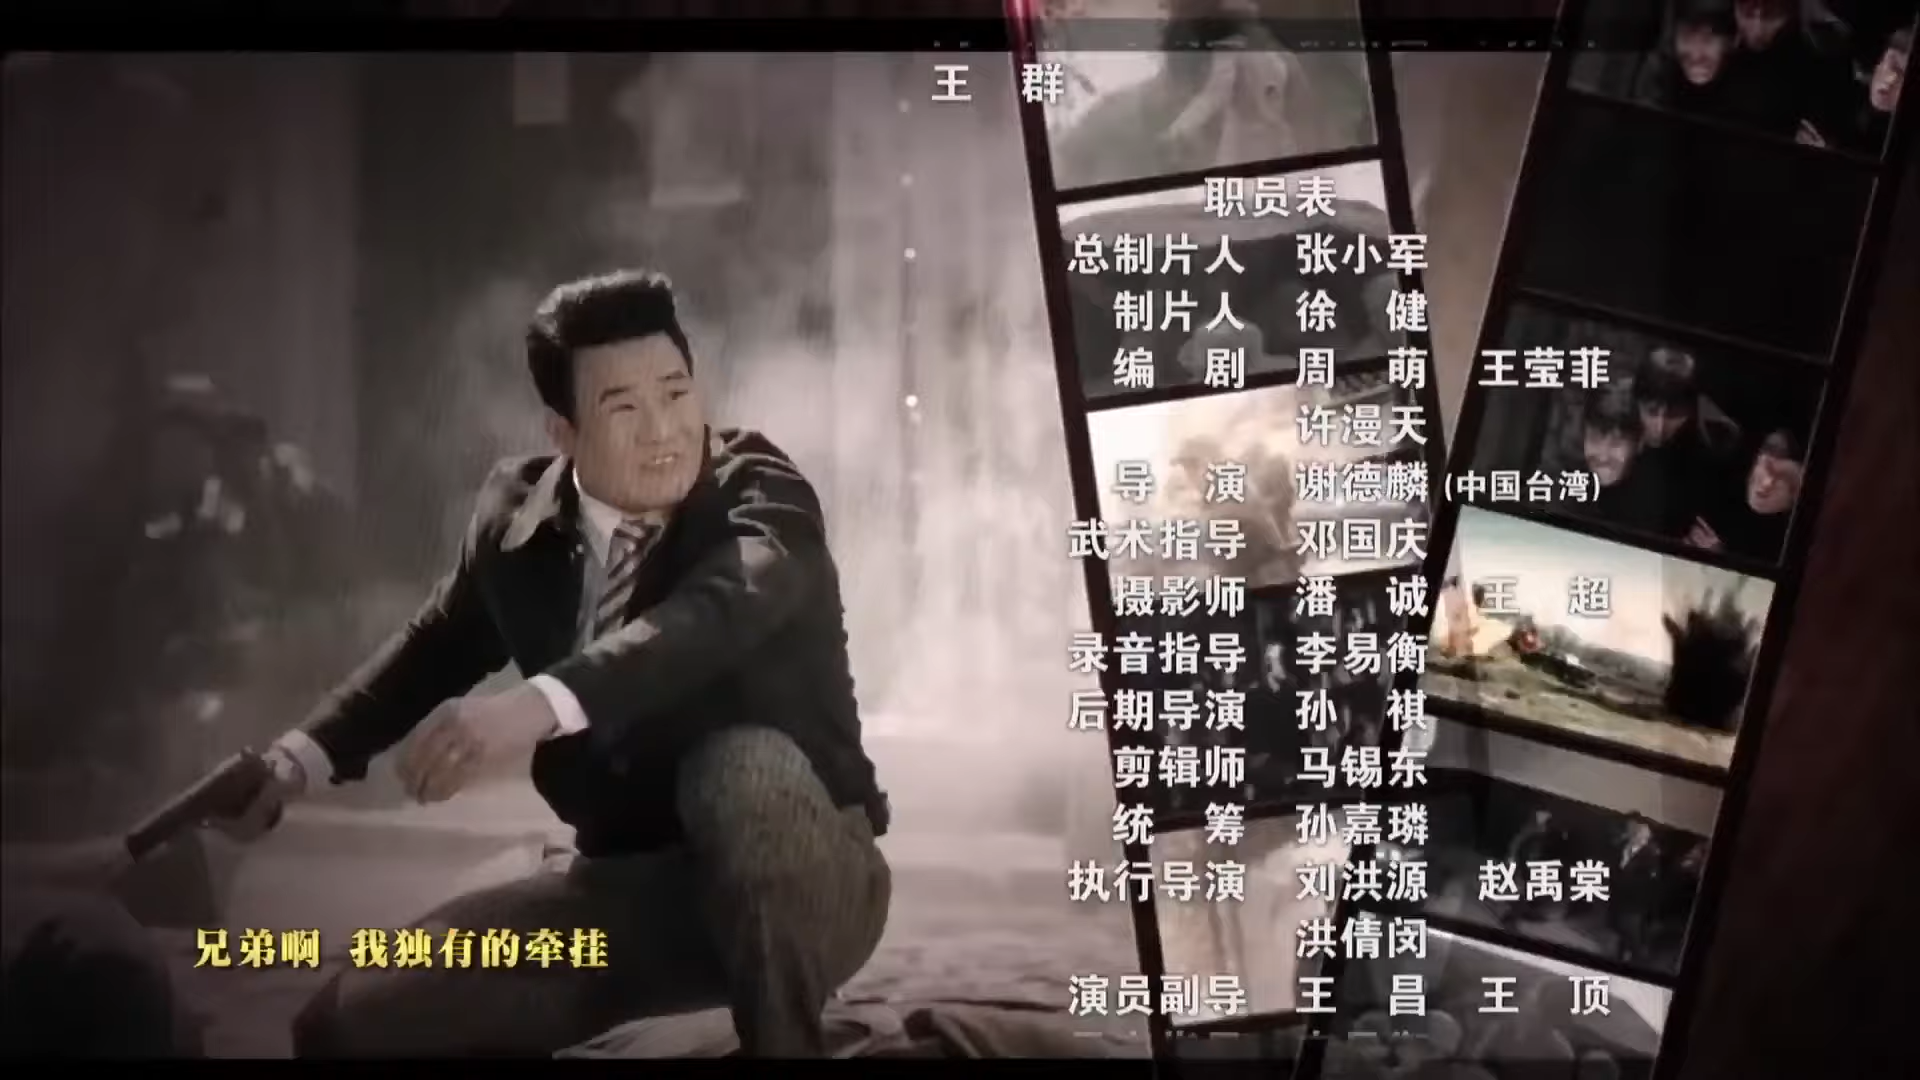 王 群
职员表
总制片人 张小军
制片人 徐 健
编 剧 周 萌 王莹菲
许漫天
导 演 谢德麟(中国台湾)
武术指导 邓国庆
摄影师 潘 诚 王 超
录音指导 李易衡
后期导演 孙 祺
剪辑师 马锡东
统 筹 孙嘉璘
执行导演 刘洪源 赵禹棠
洪倩闵
演员副导 王 昌 王 顶
兄弟啊 我独有的牵挂